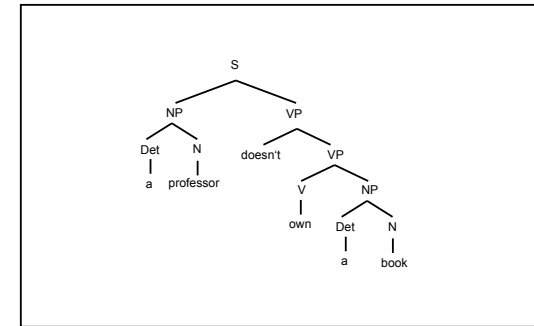 S
NP VP
Det N doesn't VP
a professor V NP
own Det N
a book